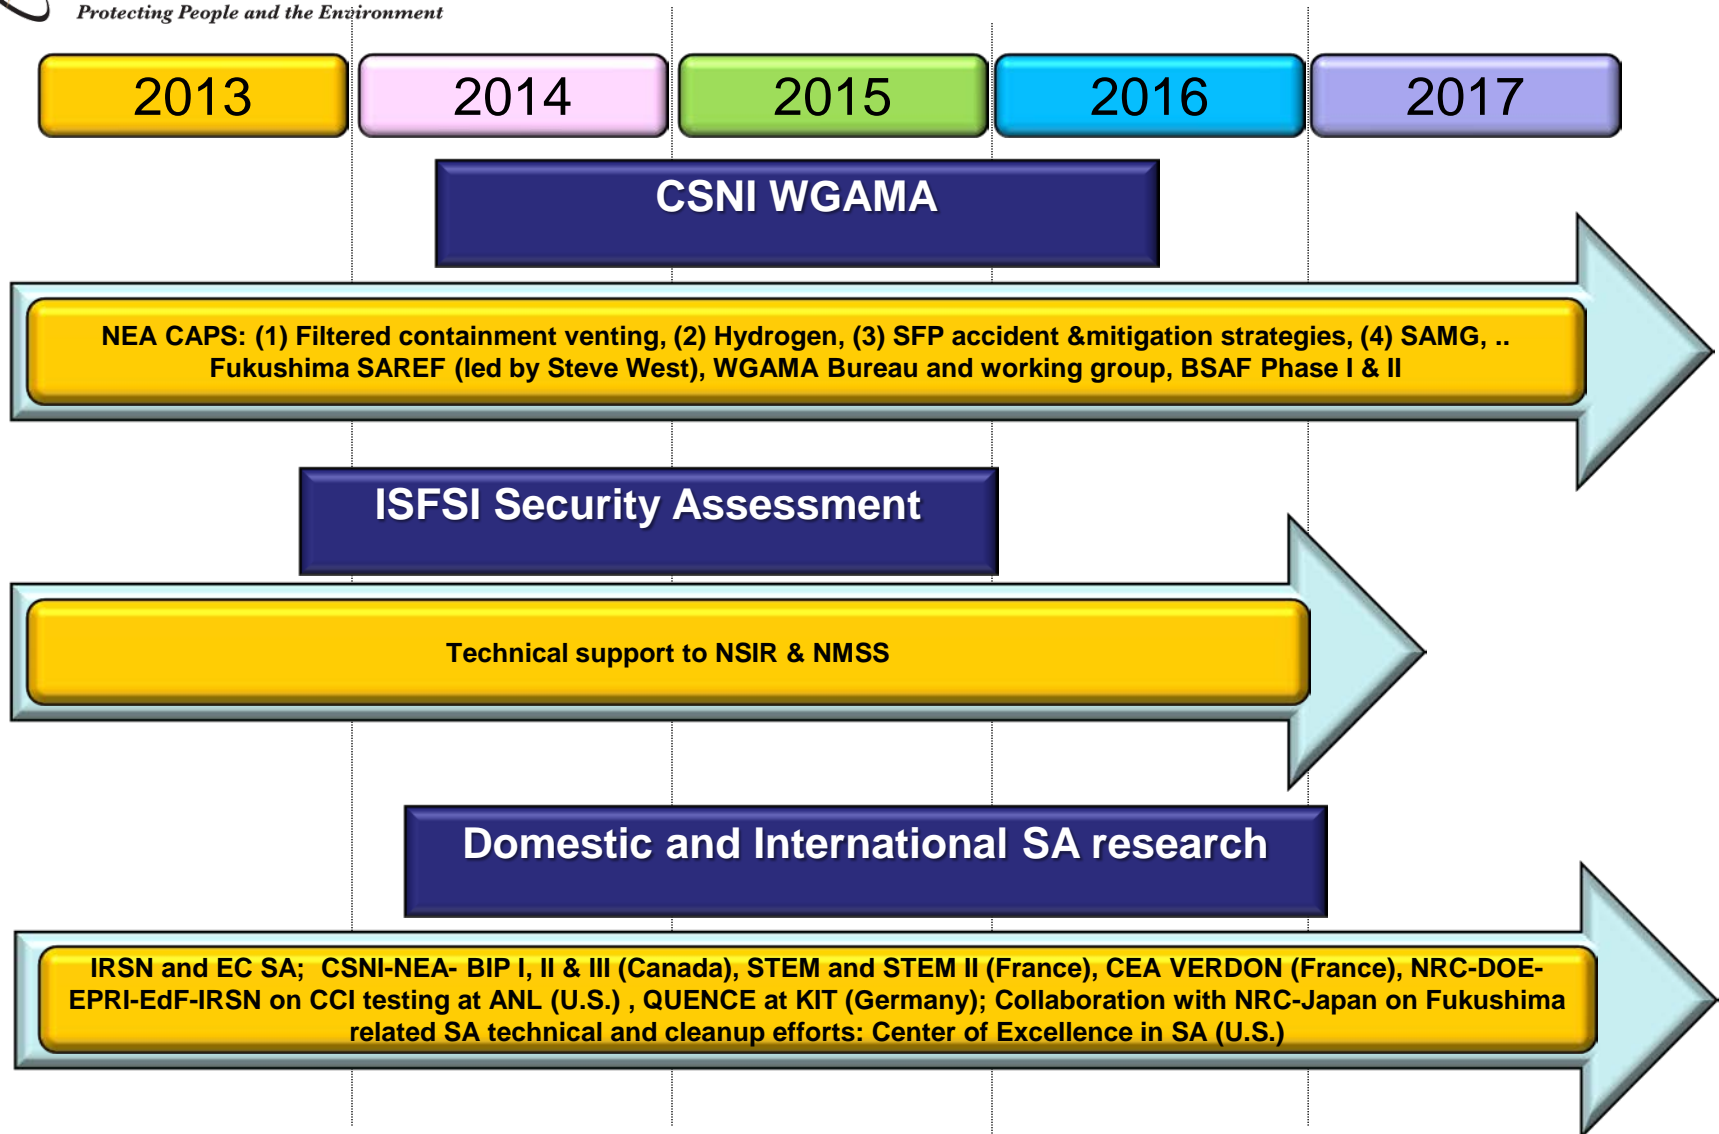 Protecting People and the Environment
2013 2014 2015 2016 2017
CSNI WGAMA
NEA CAPS: (1) Filtered containment venting, (2) Hydrogen, (3) SFP accident &mitigation strategies, (4) SAMG, ..
Fukushima SAREF (led by Steve West), WGAMA Bureau and working group, BSAF Phase I & II
ISFSI Security Assessment
Technical support to NSIR & NMSS
Domestic and International SA research
IRSN and EC SA; CSNI-NEA- BIP I, II & III (Canada), STEM and STEM II (France), CEA VERDON (France), NRC-DOE-
EPRI-EdF-IRSN on CCI testing at ANL (U.S.) , QUENCE at KIT (Germany); Collaboration with NRC-Japan on Fukushima
related SA technical and cleanup efforts: Center of Excellence in SA (U.S.)